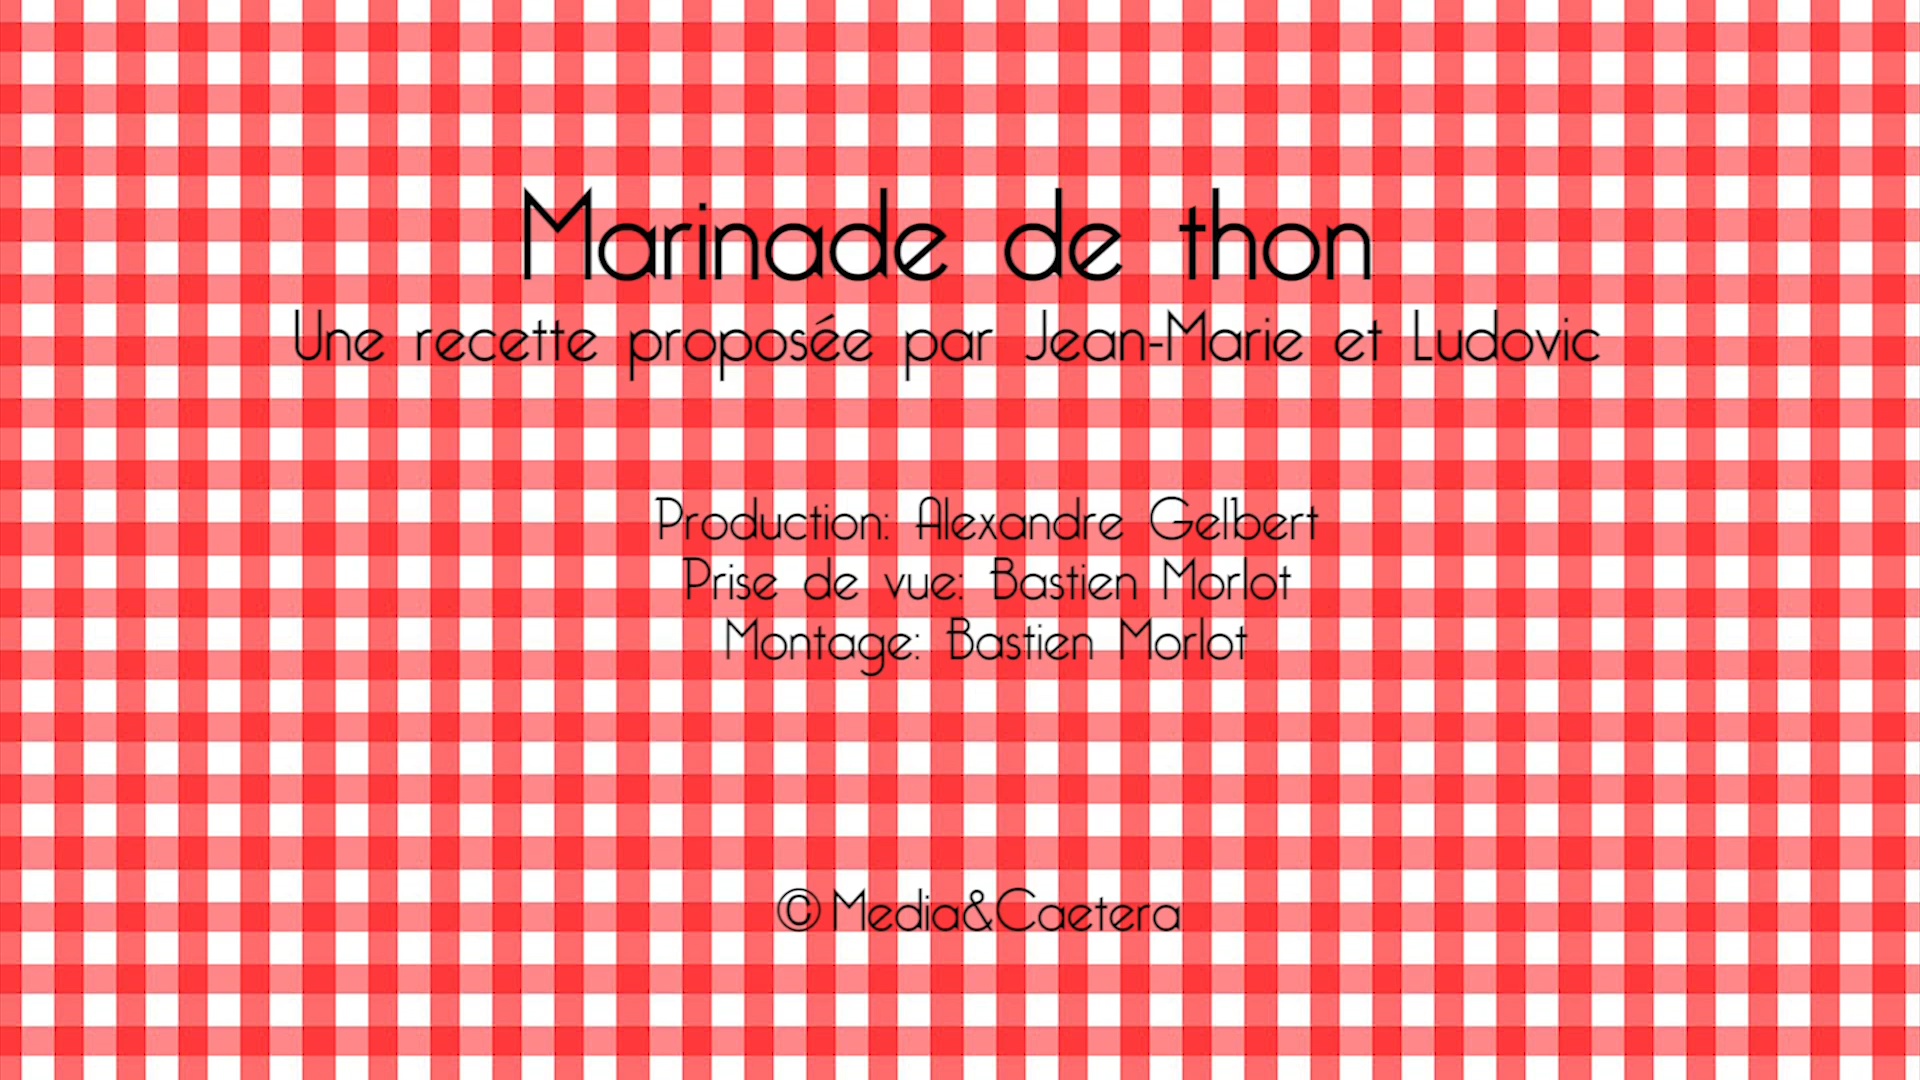 Marinade de thon
Une recette proposée par Jean-Marie et Ludovic
Production: Alexandre Gelbert
Prise de vue: Bastien Morlot
Montage: Bastien Morlot
© Media&Caetera